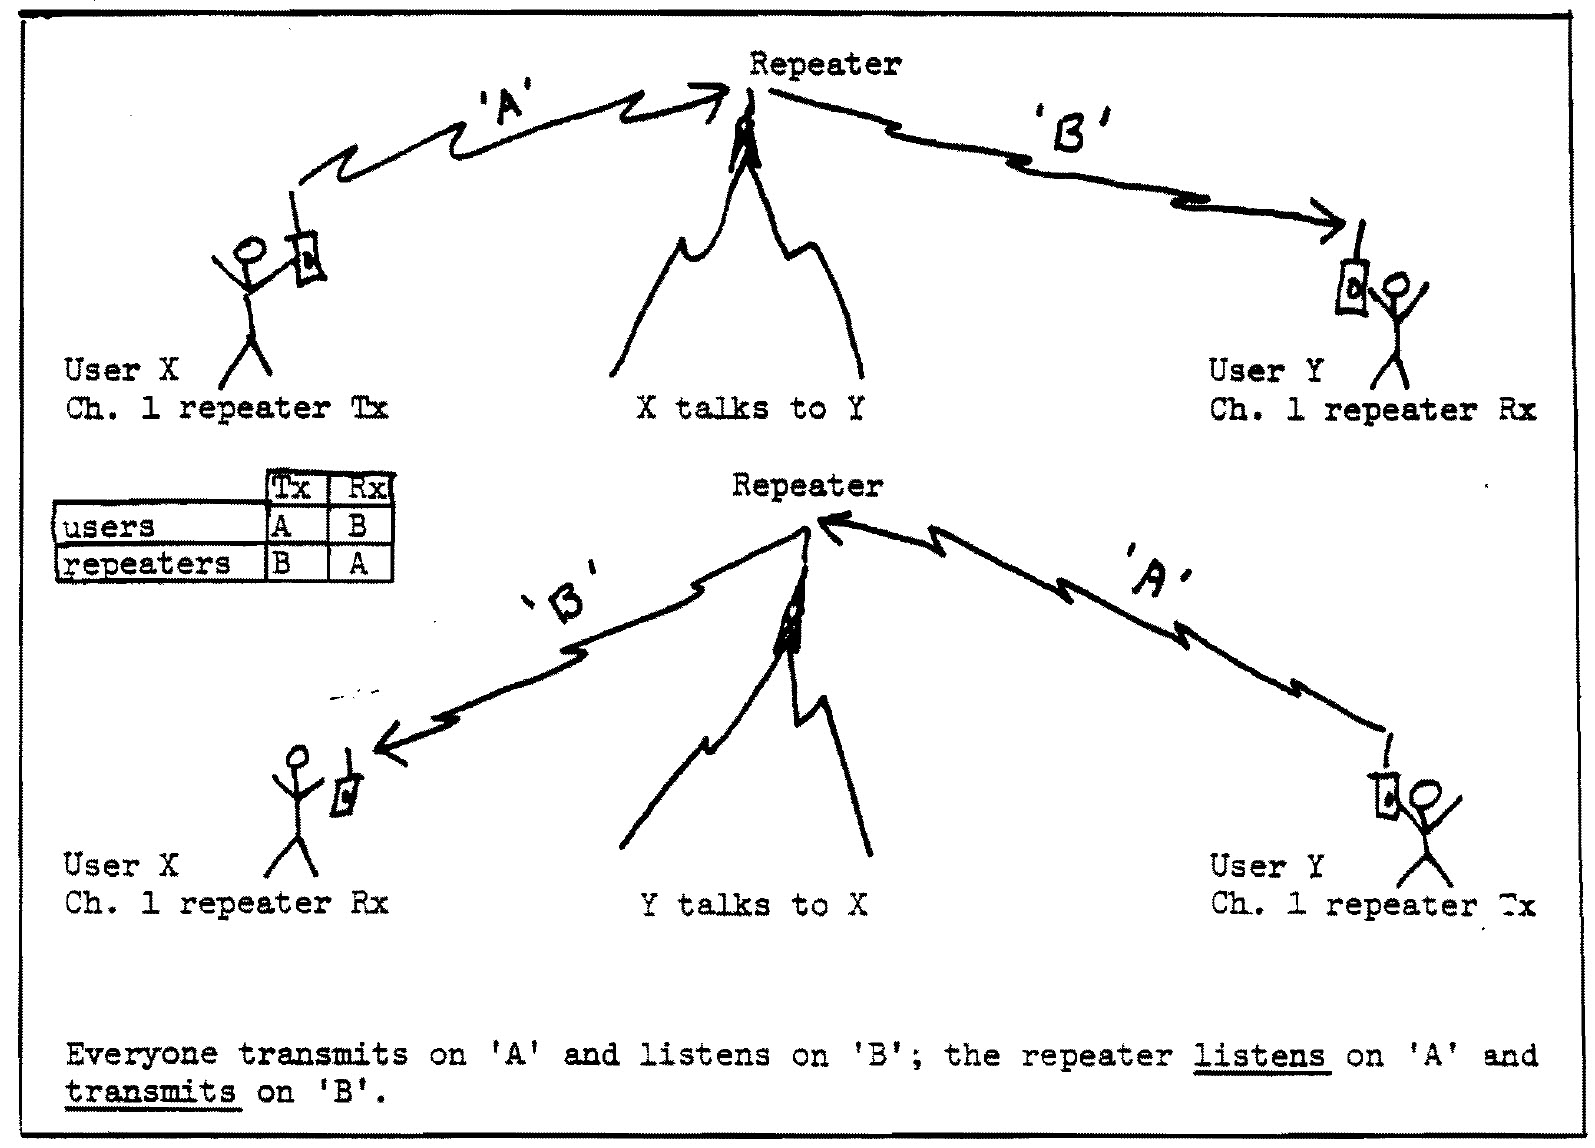 Repeater
'A'
'B'
User X
Ch. 1 repeater Tx
X talks to Y
User Y
Ch. 1 repeater Rx
Tx Rx
users A B
repeaters B A
Repeater
'B'
'A'
User X
Ch. 1 repeater Rx
Y talks to X
User Y
Ch. 1 repeater Tx
Everyone transmits on 'A' and listens on 'B'; the repeater listens on 'A' and
transmits on 'B'.